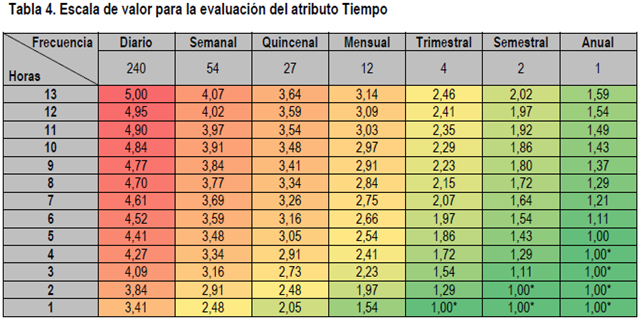 Tabla 4. Escala de valor para la evaluación del atributo Tiempo
Frecuencia Diario Semanal Quincenal Mensual Trimestral Semestral Anual
Horas 240 54 27 12 4 2 1
13 5,00 4,07 3,64 3,14 2,46 2,02 1,59
12 4,95 4,02 3,59 3,09 2,41 1,97 1,54
11 4,90 3,97 3,54 3,03 2,35 1,92 1,49
10 4,84 3,91 3,48 2,97 2,29 1,86 1,43
9 4,77 3,84 3,41 2,91 2,23 1,80 1,37
8 4,70 3,77 3,34 2,84 2,15 1,72 1,29
7 4,61 3,69 3,26 2,75 2,07 1,64 1,21
6 4,52 3,59 3,16 2,66 1,97 1,54 1,11
5 4,41 3,48 3,05 2,54 1,86 1,43 1,00
4 4,27 3,34 2,91 2,41 1,72 1,29 1,00*
3 4,09 3,16 2,73 2,23 1,54 1,11 1,00*
2 3,84 2,91 2,48 1,97 1,29 1,00* 1,00*
1 3,41 2,48 2,05 1,54 1,00* 1,00* 1,00*